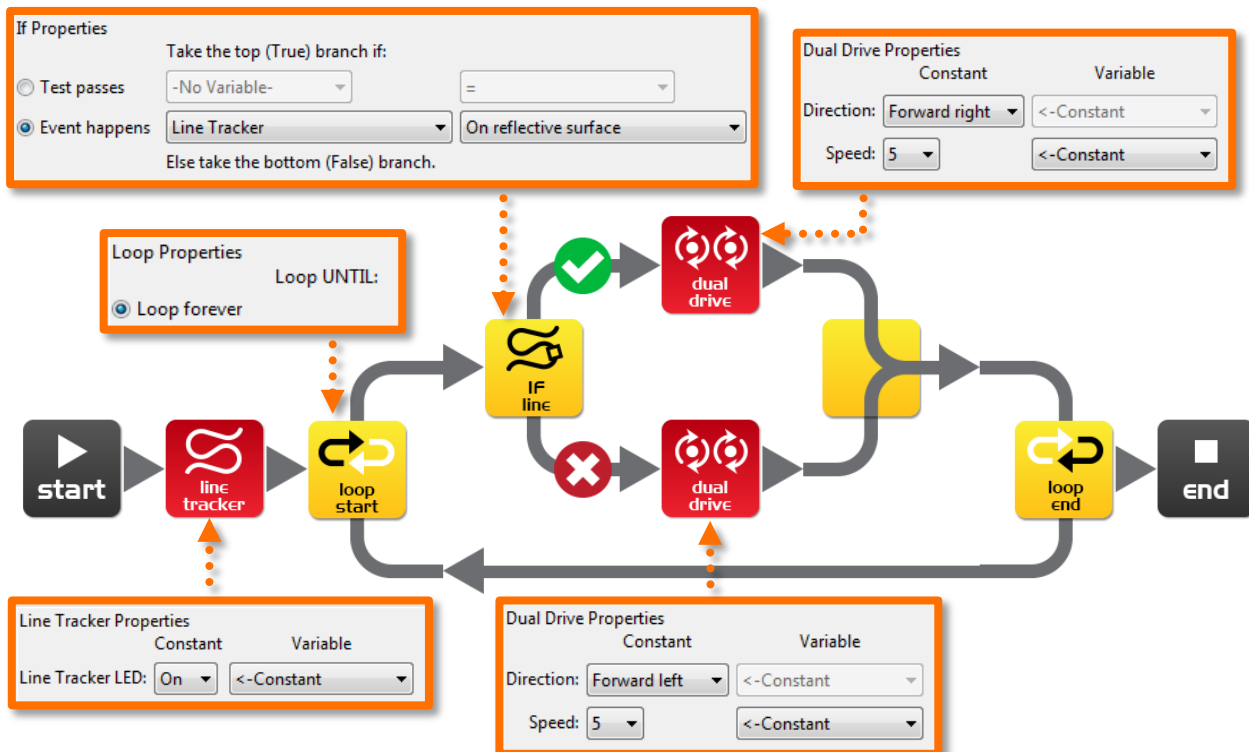 If Properties
Take the top (True) branch if:
Test passes -No Variable- =
Event happens Line Tracker On reflective surface
Else take the bottom (False) branch.
Dual Drive Properties
Constant Variable
Direction: Forward right <-Constant
Speed: 5 <-Constant
Loop Properties
Loop UNTIL:
Loop forever
dual
drive
IF
line
start
line
tracker
loop
start
dual
drive
loop
end
end
Line Tracker Properties
Constant Variable
Line Tracker LED: On <-Constant
Dual Drive Properties
Constant Variable
Direction: Forward left <-Constant
Speed: 5 <-Constant